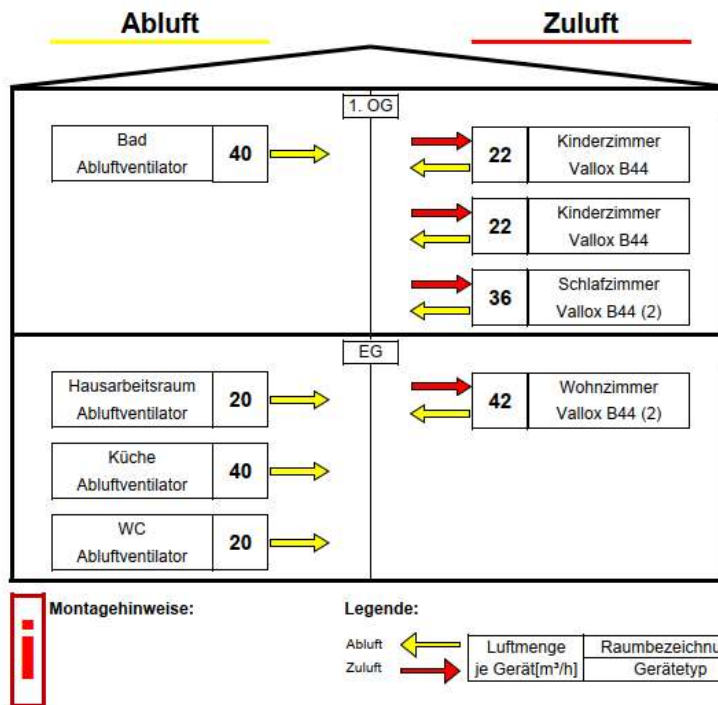 Abluft
Zuluft
1. OG
Bad
Abluftventilator
40
22
Kinderzimmer
Vallox B44
22
Kinderzimmer
Vallox B44
36
Schlafzimmer
Vallox B44 (2)
EG
Hausarbeitsraum
Abluftventilator
20
42
Wohnzimmer
Vallox B44 (2)
Küche
Abluftventilator
40
WC
Abluftventilator
20
i
Montagehinweise:
Legende:
Abluft
Zuluft
Luftmenge
je Gerät[m³/h]
Raumbezeichnu
Gerätetyp